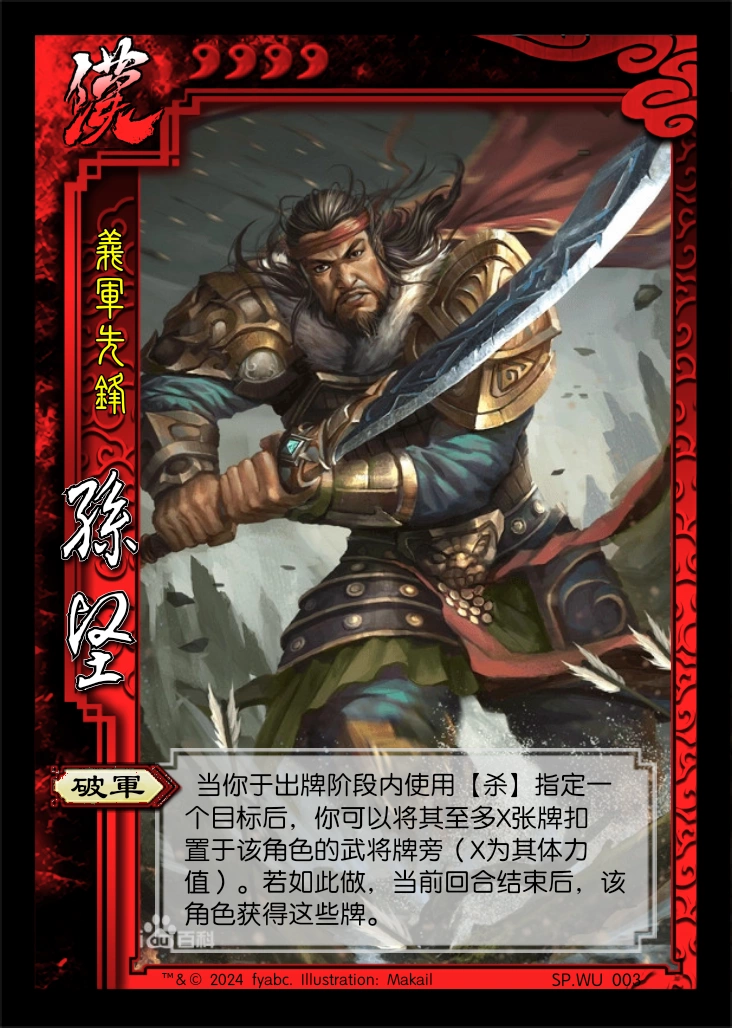 義軍先鋒
孫堅
破軍
当你于出牌阶段内使用【杀】指定一
个目标后，你可以将其至多X张牌扣
置于该角色的武将牌旁（X为其体力
值）。若如此做，当前回合结束后，该
角色获得这些牌。
Bai du 百科
™&© 2024 fyabc. Illustration: Makail
SP.WU 003